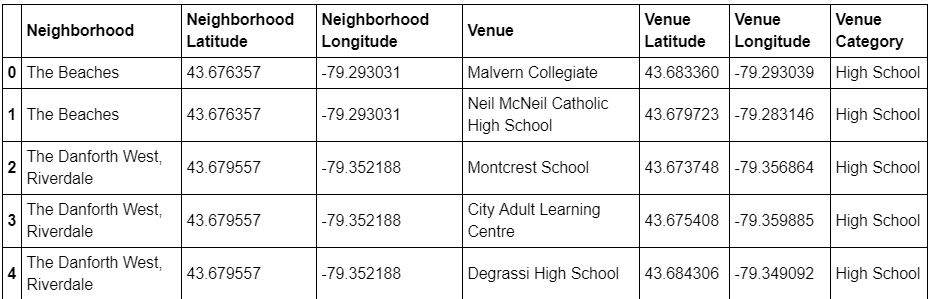 Neighborhood Neighborhood Latitude Neighborhood Longitude Venue Venue Latitude Venue Longitude Venue Category
0 The Beaches 43.676357 -79.293031 Malvern Collegiate 43.683360 -79.293039 High School
1 The Beaches 43.676357 -79.293031 Neil McNeil Catholic High School 43.679723 -79.283146 High School
2 The Danforth West, Riverdale 43.679557 -79.352188 Montcrest School 43.673748 -79.356864 High School
3 The Danforth West, Riverdale 43.679557 -79.352188 City Adult Learning Centre 43.675408 -79.359885 High School
4 The Danforth West, Riverdale 43.679557 -79.352188 Degrassi High School 43.684306 -79.349092 High School